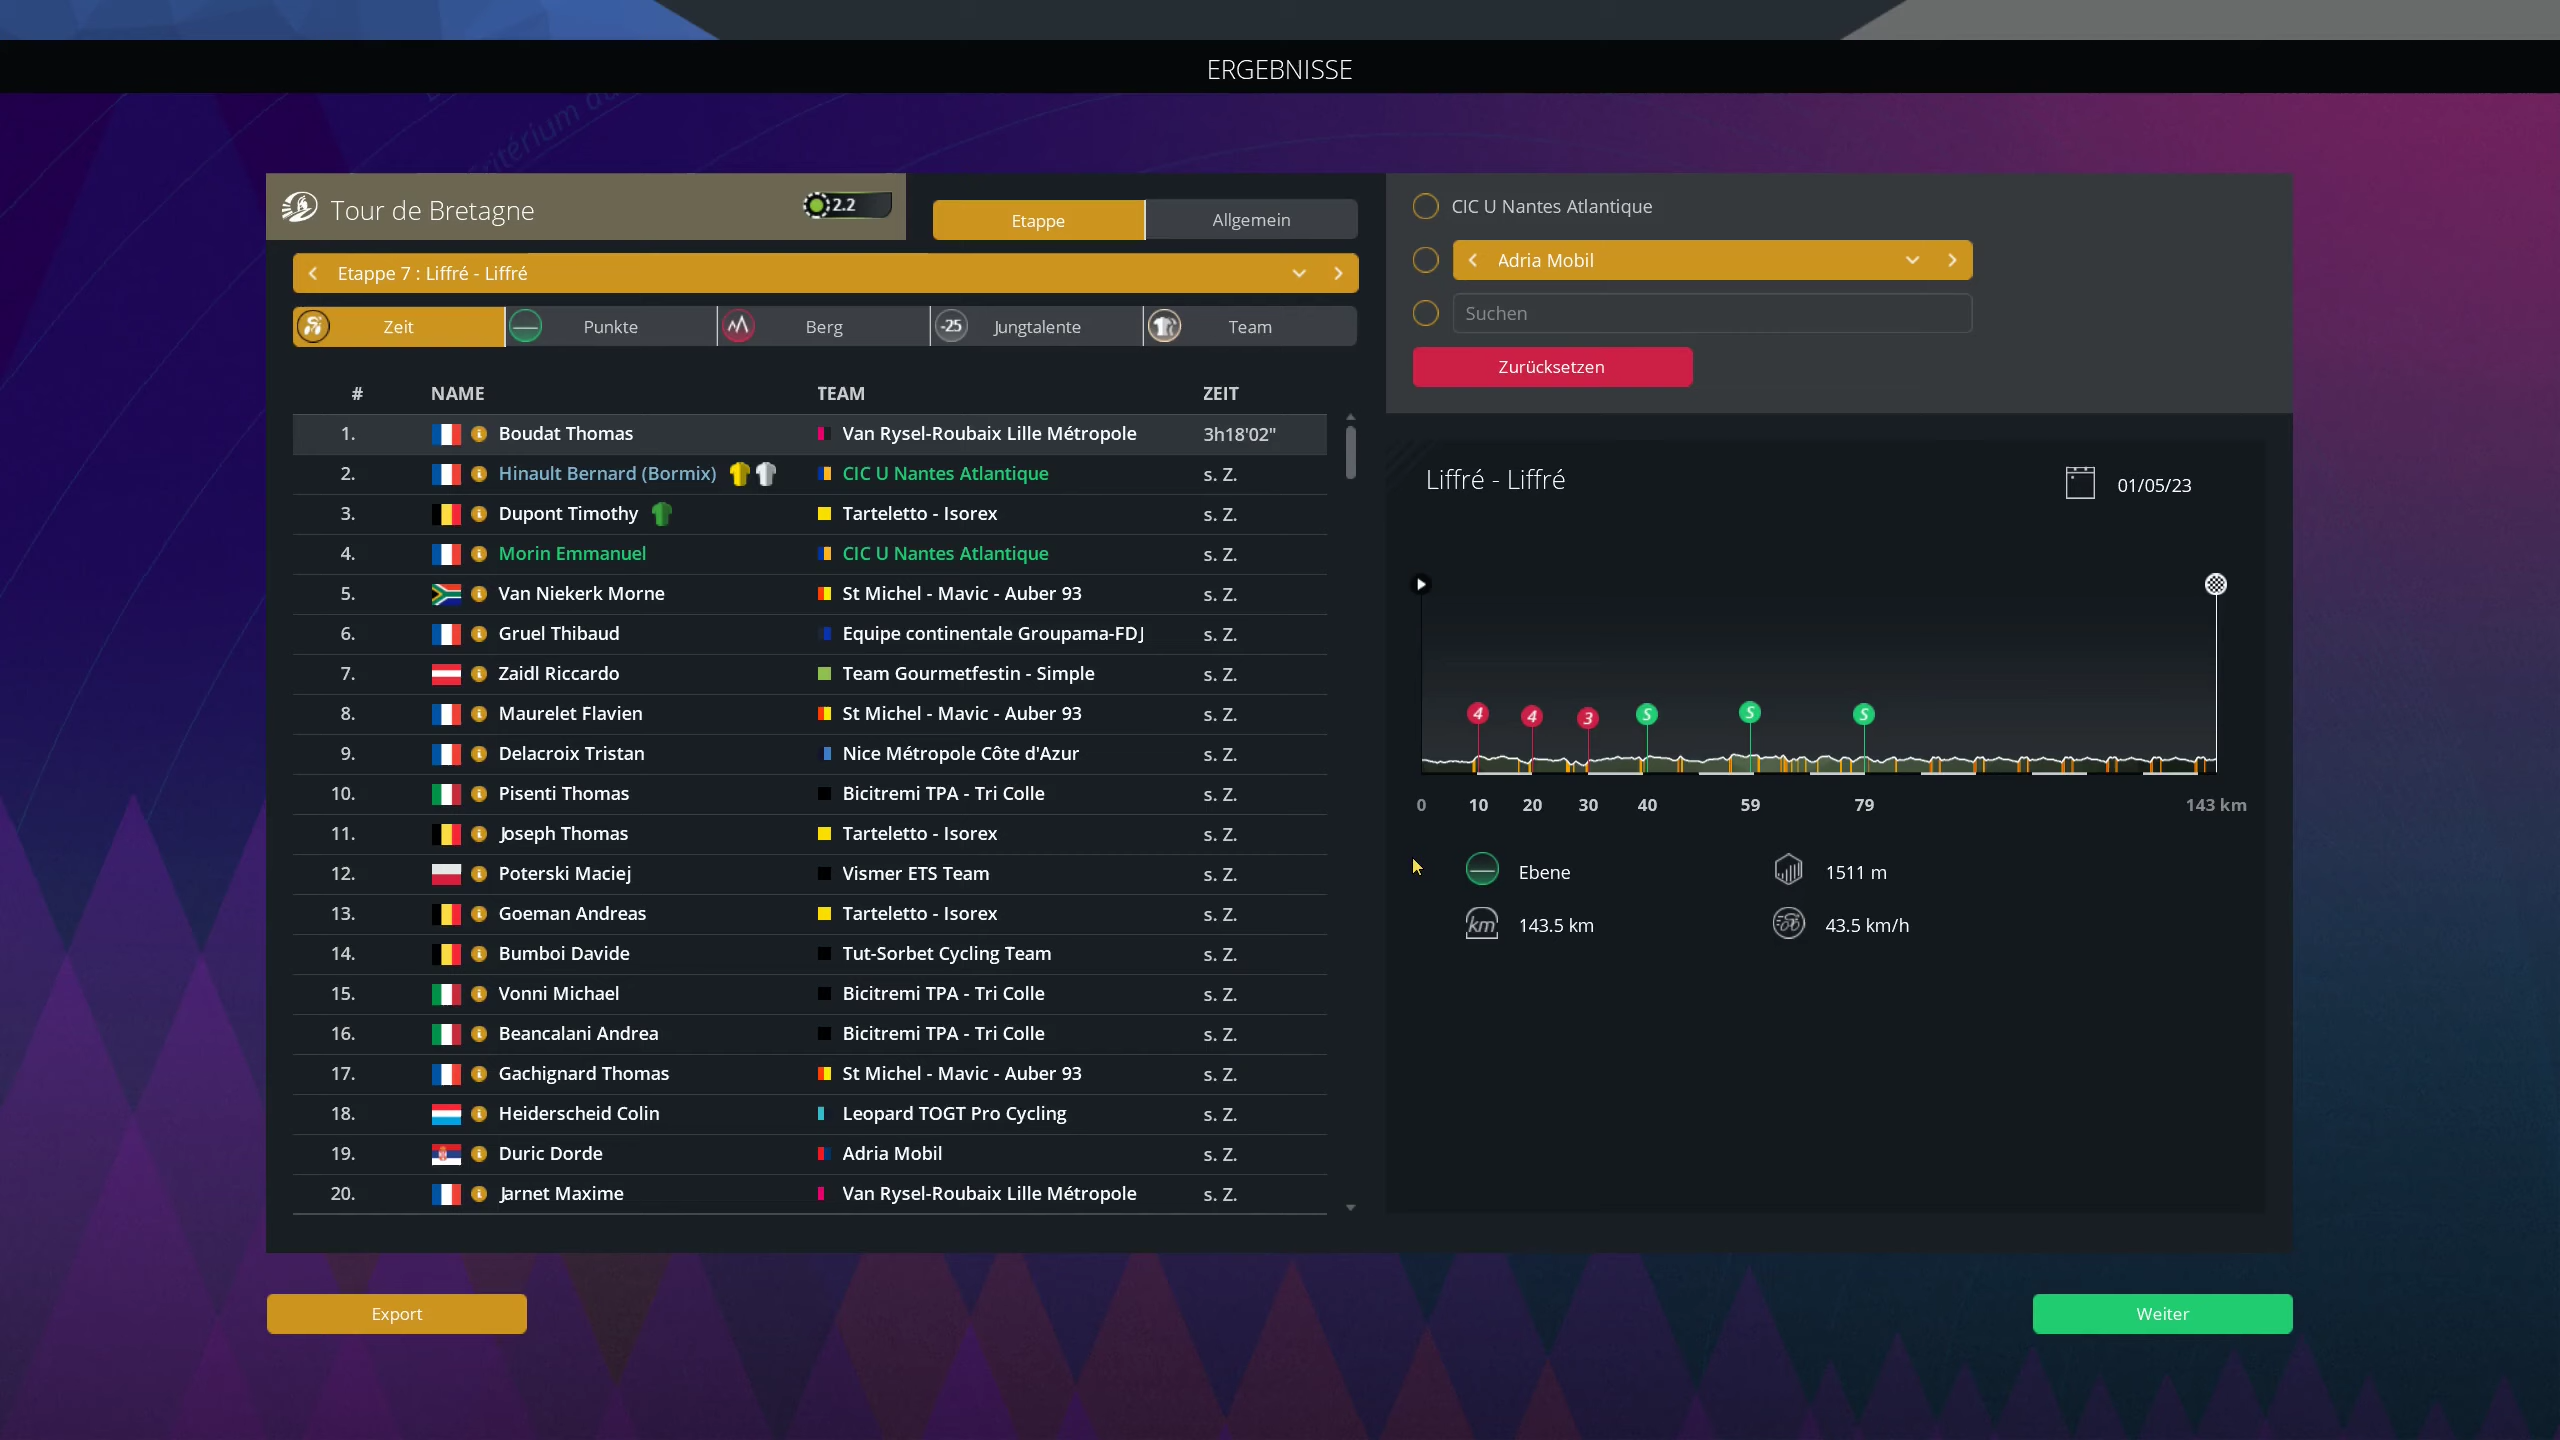 ERGEBNISSE
Tour de Bretagne
2.2
Etappe
Allgemein
Etappe 7 : Liffré - Liffré
Zeit
Punkte
Berg
-25
Jungtalente
Team
# NAME TEAM ZEIT
1. Boudat Thomas Van Rysel-Roubaix Lille Métropole 3h18'02"
2. Hinault Bernard (Bormix) CIC U Nantes Atlantique s. Z.
3. Dupont Timothy Tarteletto - Isorex s. Z.
4. Morin Emmanuel CIC U Nantes Atlantique s. Z.
5. Van Niekerk Morne St Michel - Mavic - Auber 93 s. Z.
6. Gruel Thibaud Equipe continentale Groupama-FDJ s. Z.
7. Zaidl Riccardo Team Gourmetfestin - Simple s. Z.
8. Maurelet Flavien St Michel - Mavic - Auber 93 s. Z.
9. Delacroix Tristan Nice Métropole Côte d'Azur s. Z.
10. Pisenti Thomas Bicitremi TPA - Tri Colle s. Z.
11. Joseph Thomas Tarteletto - Isorex s. Z.
12. Poterski Maciej Vismer ETS Team s. Z.
13. Goeman Andreas Tarteletto - Isorex s. Z.
14. Bumboi Davide Tut-Sorbet Cycling Team s. Z.
15. Vonni Michael Bicitremi TPA - Tri Colle s. Z.
16. Beancalani Andrea Bicitremi TPA - Tri Colle s. Z.
17. Gachignard Thomas St Michel - Mavic - Auber 93 s. Z.
18. Heiderscheid Colin Leopard TOGT Pro Cycling s. Z.
19. Duric Dorde Adria Mobil s. Z.
20. Jarnet Maxime Van Rysel-Roubaix Lille Métropole s. Z.
CIC U Nantes Atlantique
Adria Mobil
Suchen
Zurücksetzen
Liffré - Liffré
01/05/23
4 4 3 S S S
0 10 20 30 40 59 79 143 km
Ebene
1511 m
km 143.5 km
43.5 km/h
Export
Weiter